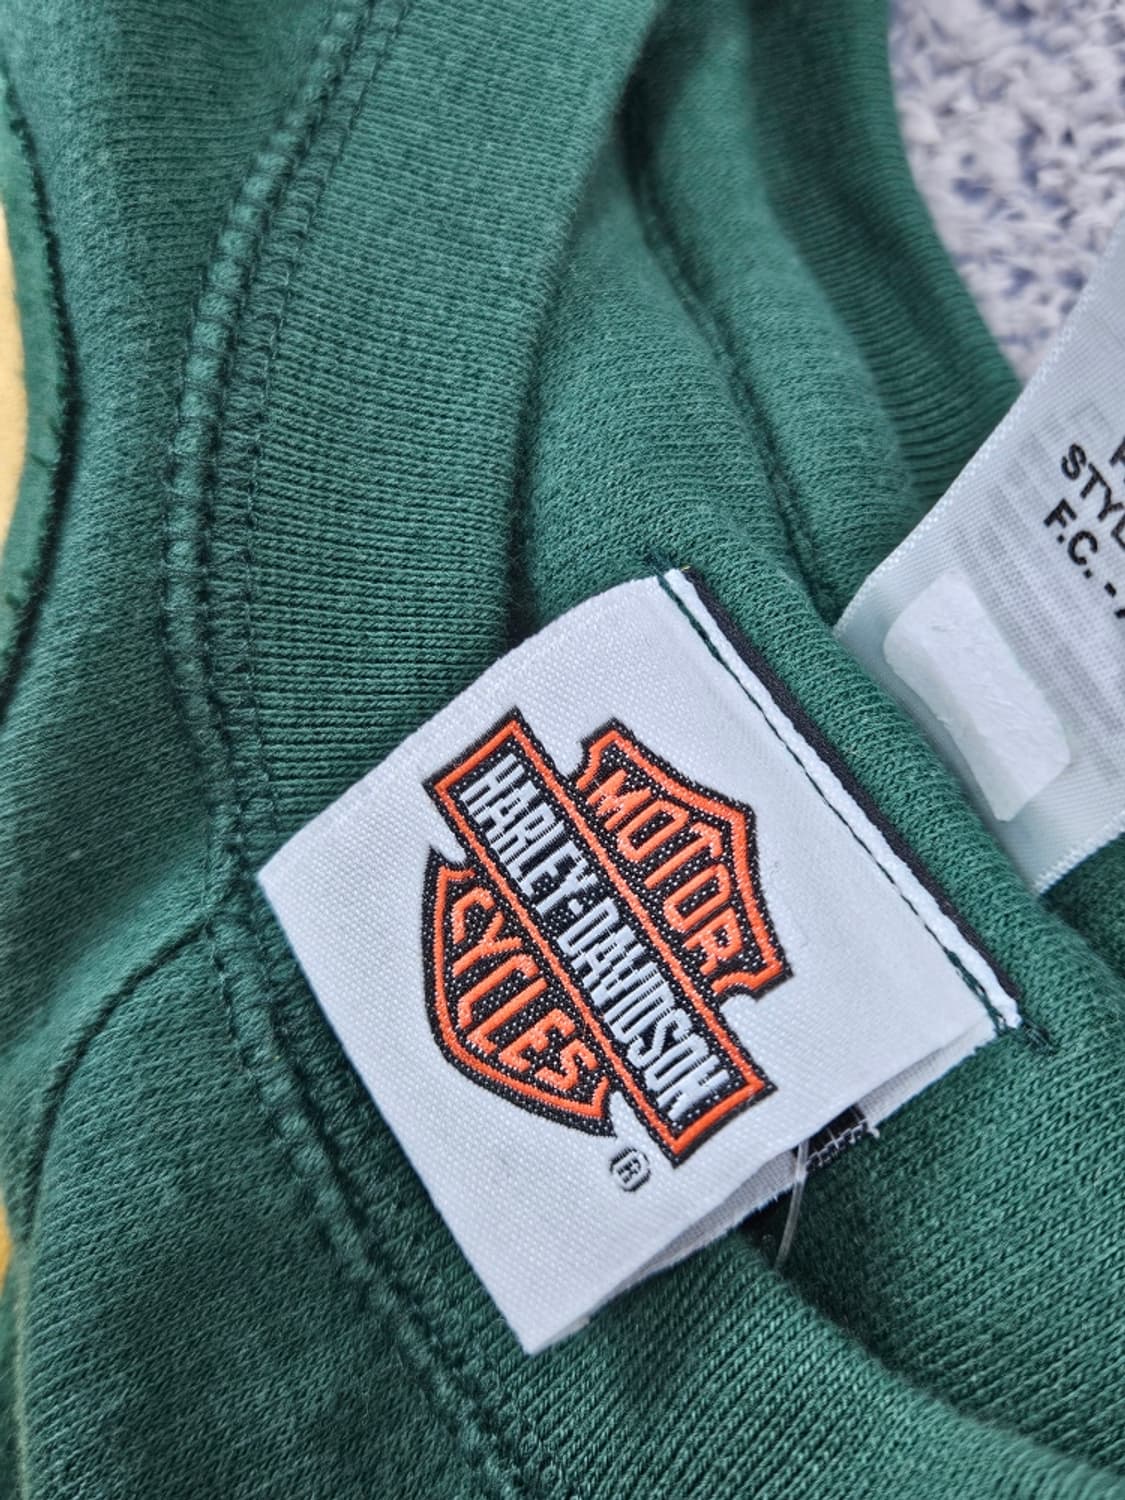 MOTOR
HARLEY-DAVIDSON
CYCLES
®
STYL
F.C. -